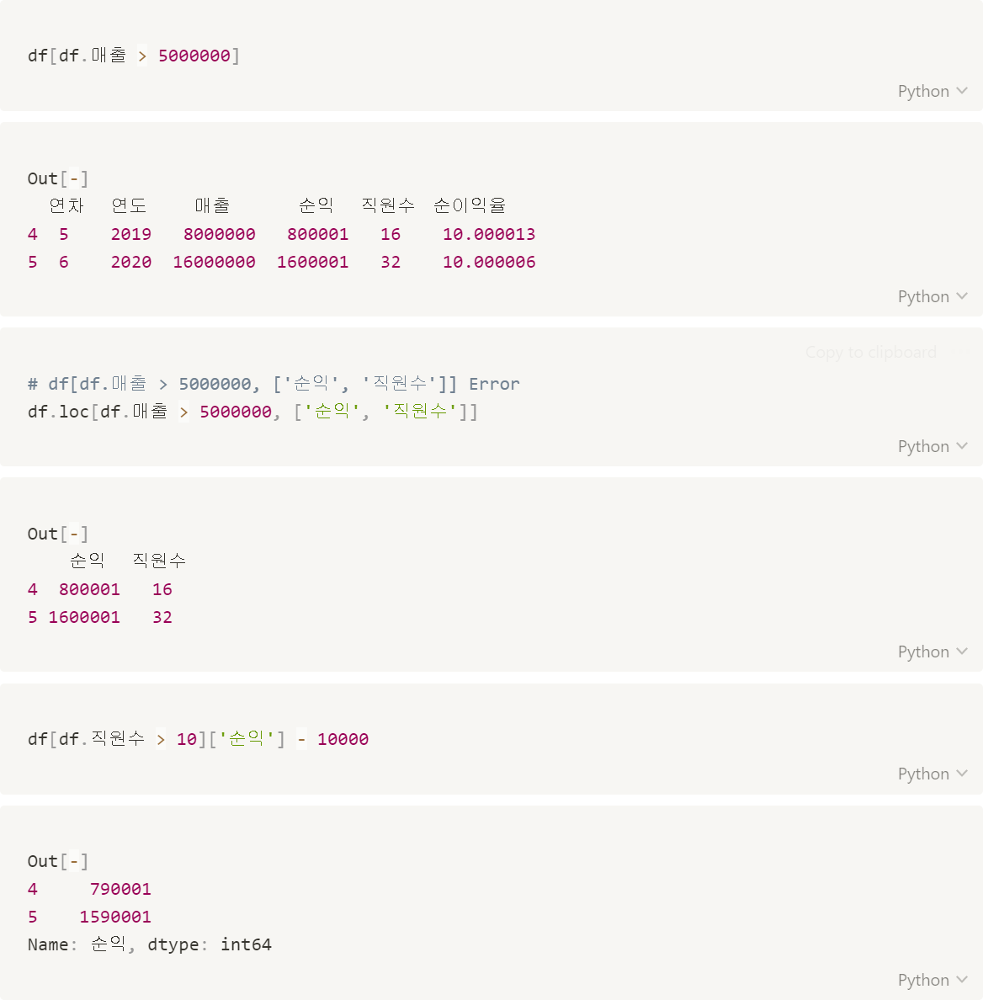 df[df.매출 > 5000000]
Python
Out[-]
연차 연도 매출 순익 직원수 순이익율
4 5 2019 8000000 800001 16 10.000013
5 6 2020 16000000 1600001 32 10.000006
Python
Copy to clipboard
# df[df.매출 > 5000000, ['순익', '직원수']] Error
df.loc[df.매출 > 5000000, ['순익', '직원수']]
Python
Out[-]
순익 직원수
4 800001 16
5 1600001 32
Python
df[df.직원수 > 10]['순익'] - 10000
Python
Out[-]
4 790001
5 1590001
Name: 순익, dtype: int64
Python